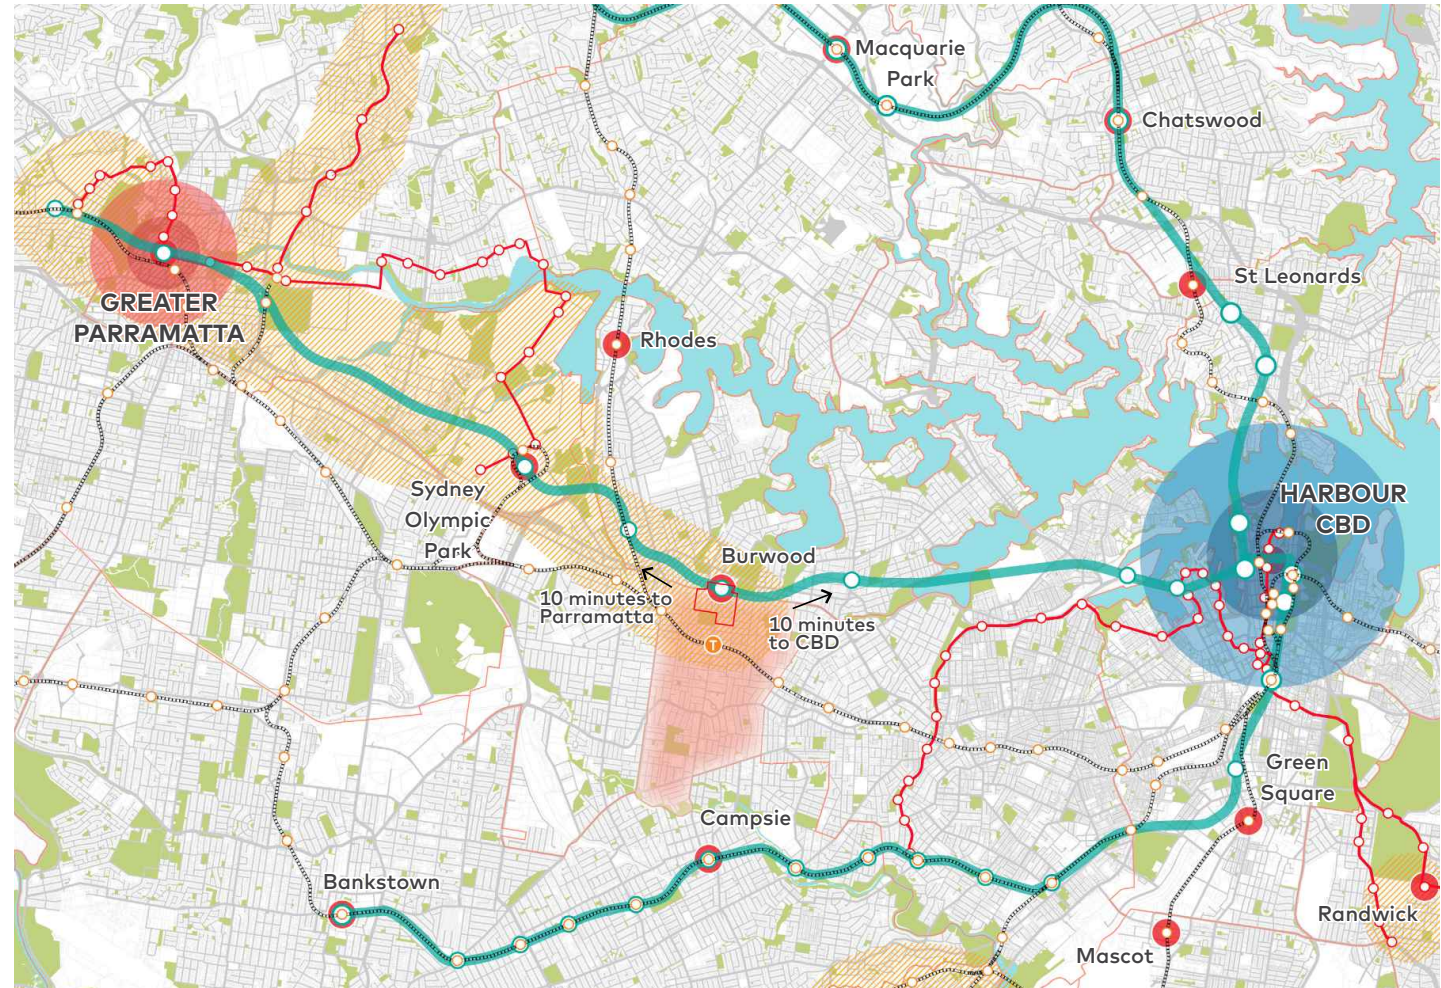 Macquarie
Park
Chatswood
St Leonards
GREATER
PARRAMATTA
Rhodes
Sydney
Olympic
Park
HARBOUR
CBD
Burwood
10 minutes to
Parramatta
10 minutes
to CBD
T
Green
Square
Campsie
Bankstown
Randwick
Mascot